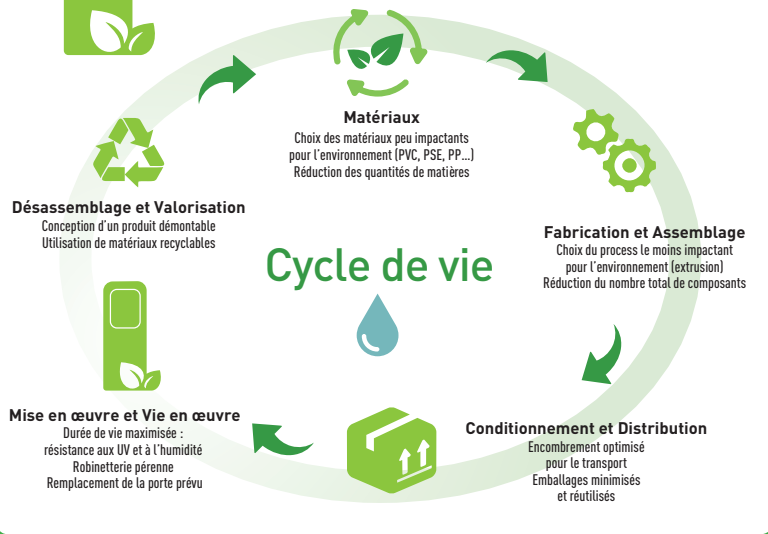 Matériaux
Choix des matériaux peu impactants
pour l'environnement (PVC, PSE, PP...)
Réduction des quantités de matières
Désassemblage et Valorisation
Conception d'un produit démontable
Utilisation de matériaux recyclables
Fabrication et Assemblage
Choix du process le moins impactant
pour l'environnement (extrusion)
Réduction du nombre total de composants
Cycle de vie
Mise en œuvre et Vie en œuvre
Durée de vie maximisée :
résistance aux UV et à l'humidité
Robinetterie pérenne
Remplacement de la porte prévu
Conditionnement et Distribution
Encombrement optimisé
pour le transport
Emballages minimisés
et réutilisés